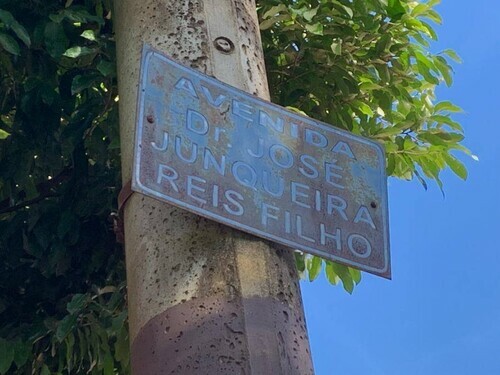 AVENIDA
Dr. JOSÉ
JUNQUEIRA
REIS FILHO